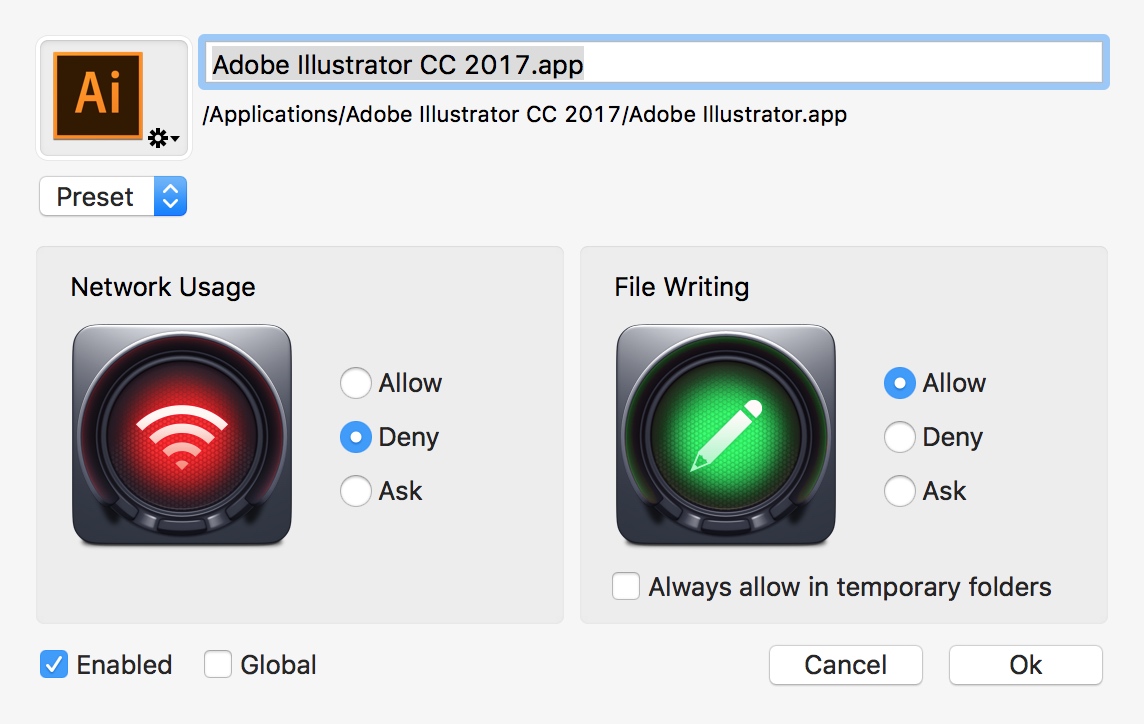 Ai
Adobe Illustrator CC 2017.app
/Applications/Adobe Illustrator CC 2017/Adobe Illustrator.app
Preset
Network Usage
Allow
Deny
Ask
File Writing
Allow
Deny
Ask
Always allow in temporary folders
Enabled
Global
Cancel
Ok